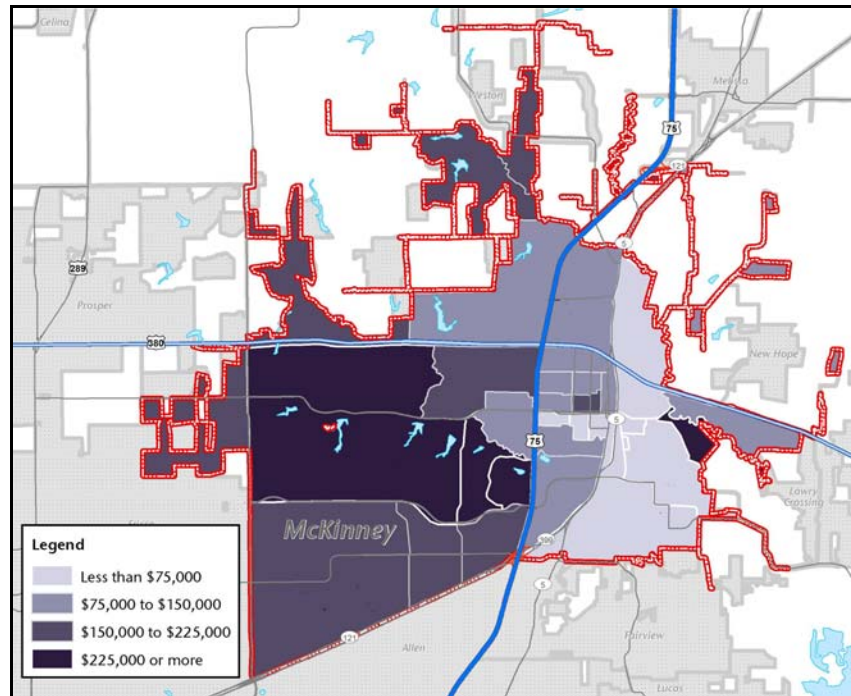 Celina
Weston
Melissa
75
121
5
289
Prosper
380
New Hope
5
75
Lowry
Crossing
McKinney
399
5
121
Allen
Fairview
Lucas
Legend
Less than $75,000
$75,000 to $150,000
$150,000 to $225,000
$225,000 or more